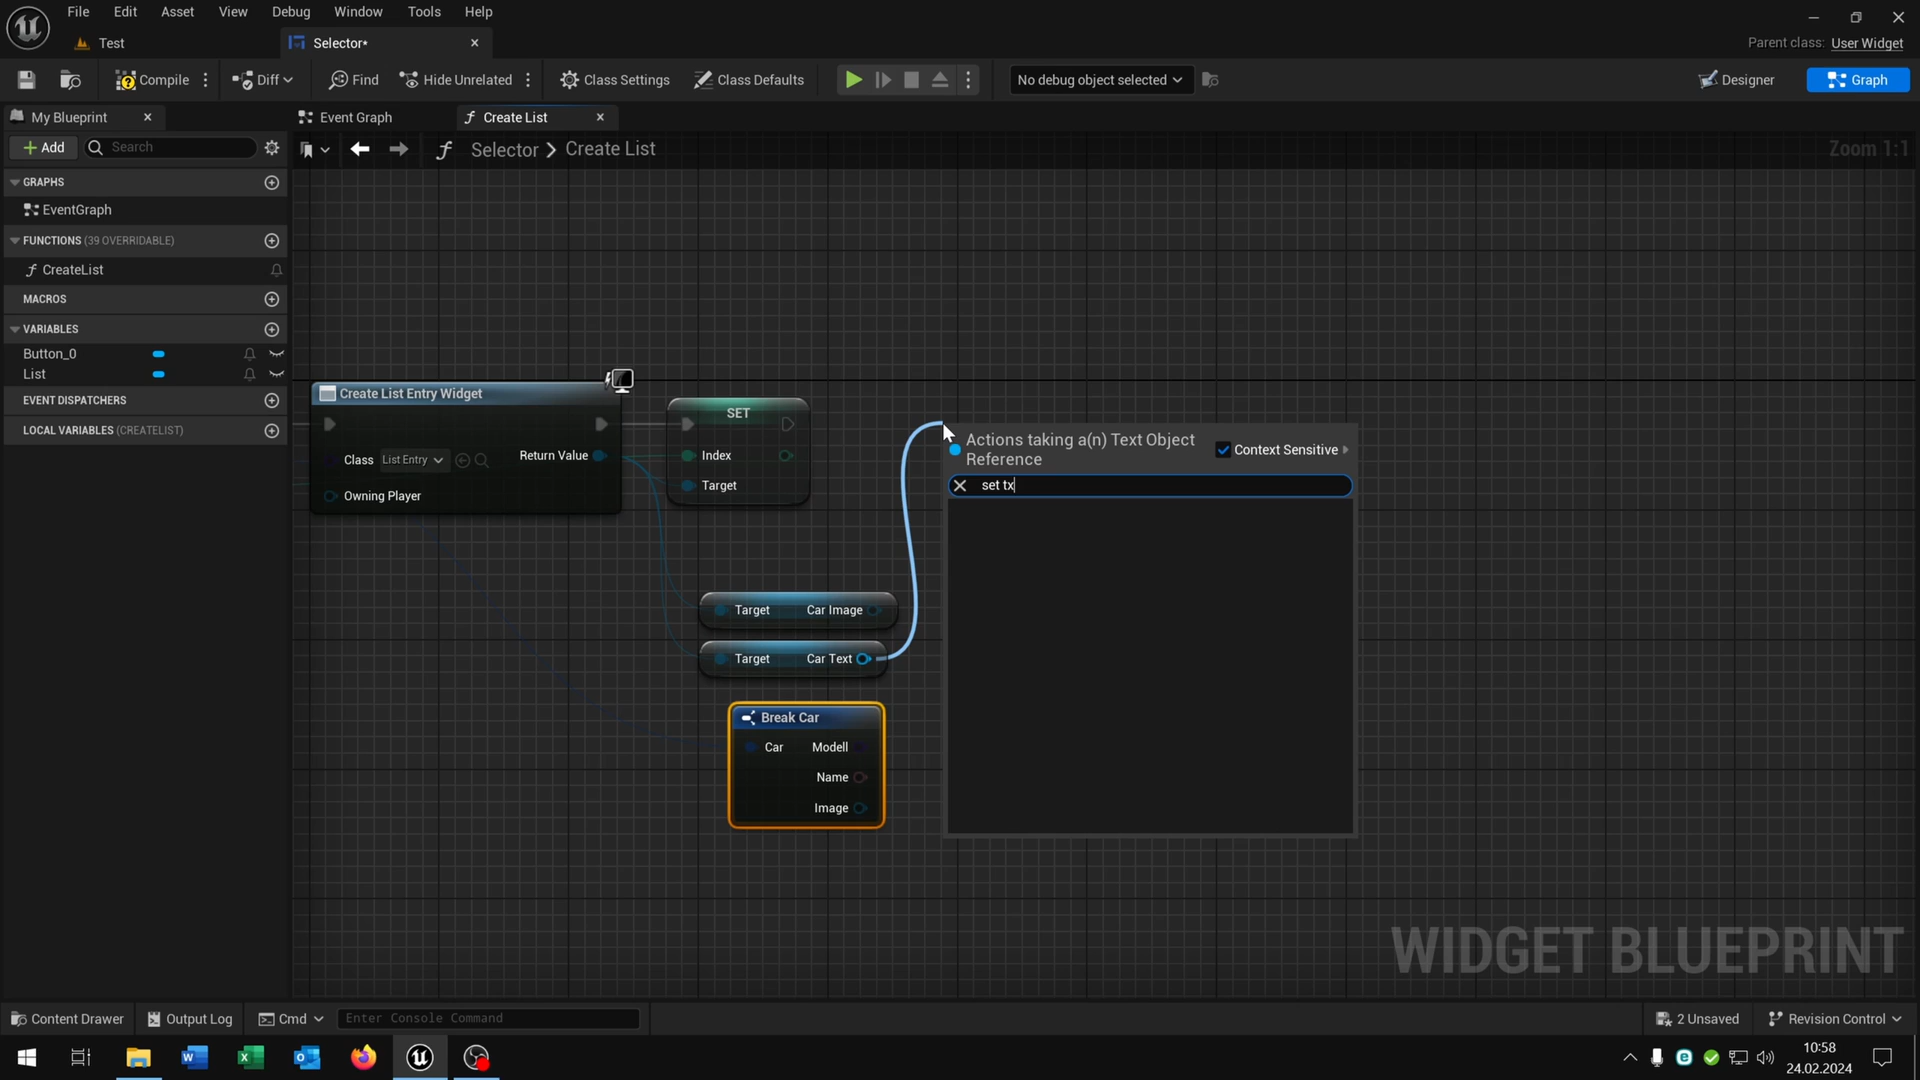 File Edit Asset View Debug Window Tools Help
Test
Selector*
Parent class: User Widget
Compile Diff Find Hide Unrelated Class Settings Class Defaults No debug object selected Designer Graph
My Blueprint Event Graph f Create List
+ Add Search f Selector > Create List Zoom 1:1
GRAPHS
EventGraph
FUNCTIONS (39 OVERRIDABLE)
f CreateList
MACROS
VARIABLES
Button_0
List
EVENT DISPATCHERS
LOCAL VARIABLES (CREATELIST)
Create List Entry Widget
Class List Entry Return Value
Owning Player
SET
Index
Target
Target Car Image
Target Car Text
Break Car
Car Modell
Name
Image
Actions taking a(n) Text Object
Reference
Context Sensitive
set tx
WIDGET BLUEPRINT
Content Drawer Output Log Cmd Enter Console Command 2 Unsaved Revision Control
10:58
24.02.2024